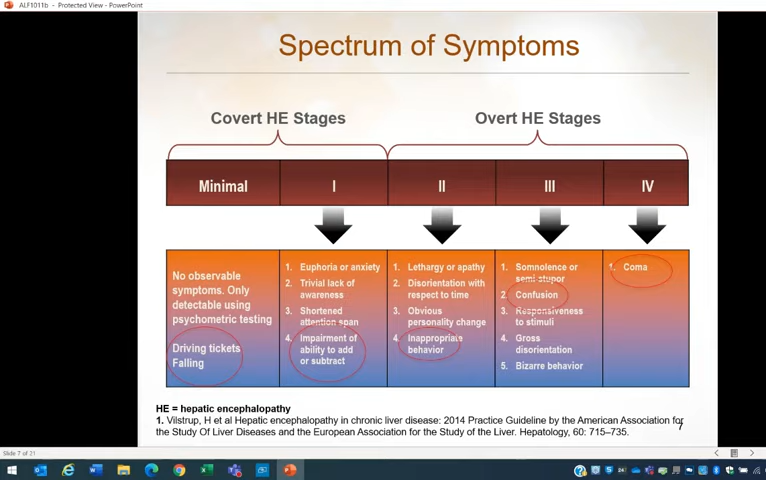 ALF1011b - Protected View - PowerPoint
Spectrum of Symptoms
Covert HE Stages
Overt HE Stages
Minimal
I
II
III
IV
No observable
symptoms. Only
detectable using
psychometric testing
Driving tickets
Falling
1. Euphoria or anxiety
2. Trivial lack of
awareness
3. Shortened
attention span
4. Impairment of
ability to add
or subtract
1. Lethargy or apathy
2. Disorientation with
respect to time
3. Obvious
personality change
4. Inappropriate
behavior
1. Somnolence or
semi stupor
2. Confusion
3. Responsiveness
to stimuli
4. Gross
disorientation
5. Bizarre behavior
1. Coma
HE = hepatic encephalopathy
1. Vilstrup, H et al Hepatic encephalopathy in chronic liver disease: 2014 Practice Guideline by the American Association for
the Study Of Liver Diseases and the European Association for the Study of the Liver. Hepatology, 60: 715–735.
7
Slide 7 of 21